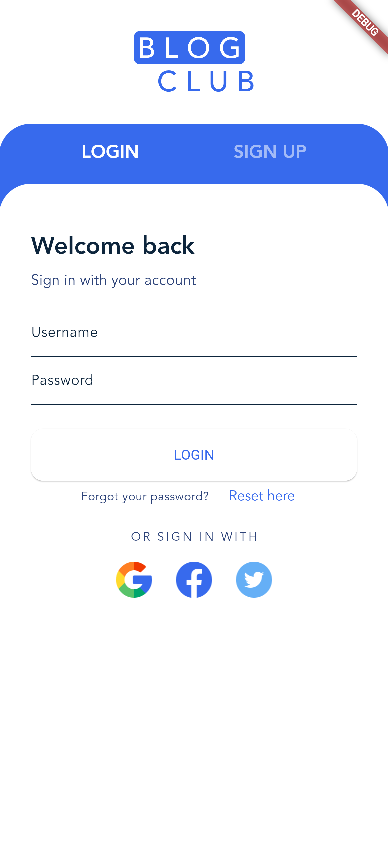 DEBUG
BLOG
CLUB
LOGIN SIGN UP
Welcome back
Sign in with your account
Username
Password
LOGIN
Forgot your password? Reset here
OR SIGN IN WITH